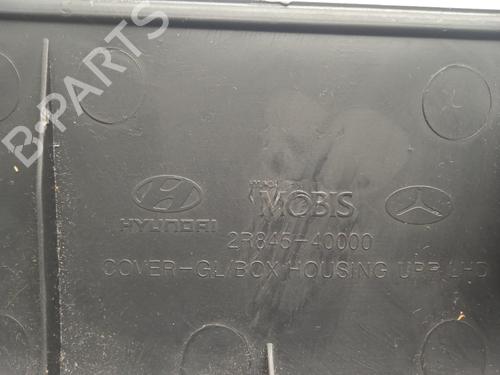 B-PARTS
HYUNDAI
MOBIS
2R845-40000
COVER-GL/BOX HOUSING UPR LHD